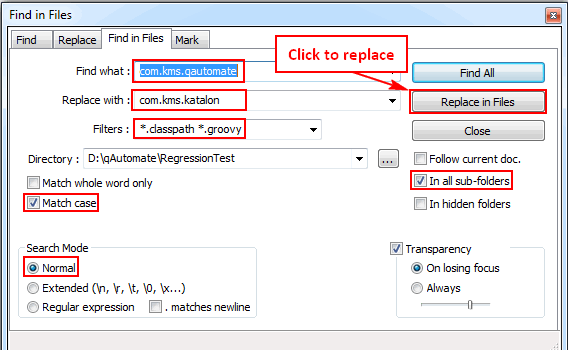 Find in Files
Find Replace Find in Files Mark
Click to replace
Find what : com.kms.qautomate Find All
Replace with : com.kms.katalon Replace in Files
Filters : *.classpath *.groovy Close
Directory : D:\qAutomate\RegressionTest ... Follow current doc.
Match whole word only In all sub-folders
Match case In hidden folders
Search Mode Transparency
Normal On losing focus
Extended (\n, \r, \t, \0, \x...) Always
Regular expression . matches newline